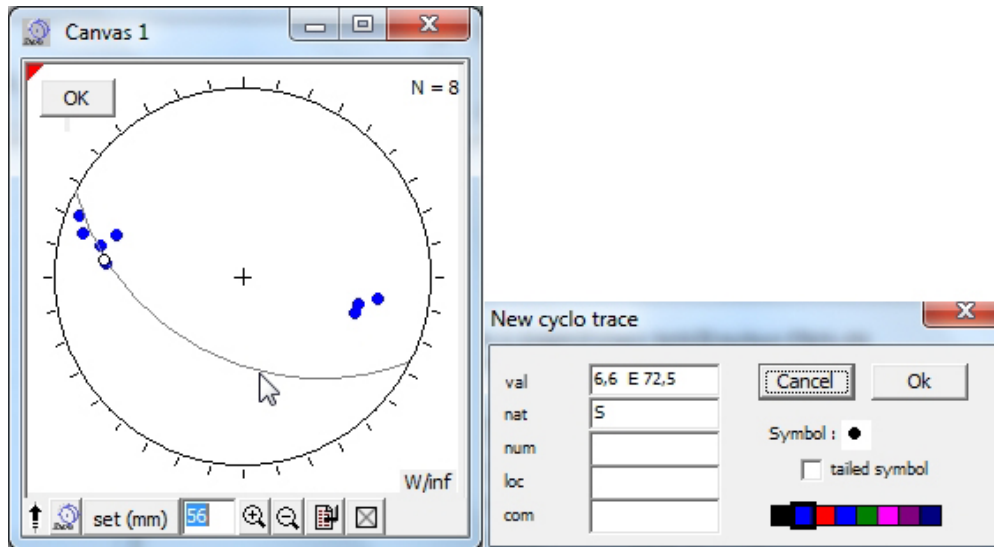 Canvas 1
OK
N = 8
W/inf
set (mm) 56
New cyclo trace
val 6,6 E 72,5
Cancel
Ok
nat S
Symbol :
num
tailed symbol
loc
com